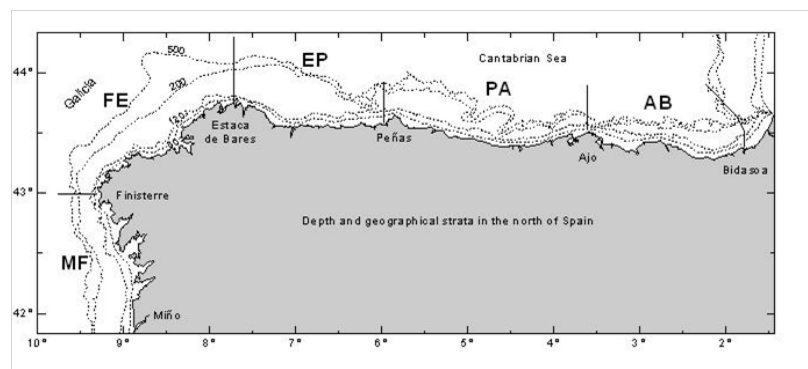 500
EP
Cantabrian Sea
44°
200
Galicia
FE
PA
AB
120
Estaca
de Bares
Peñas
Ajo
Bidasoa
43°
Finisterre
Depth and geographical strata in the north of Spain
MF
Miño
42°
10°
9°
8°
7°
6°
5°
4°
3°
2°